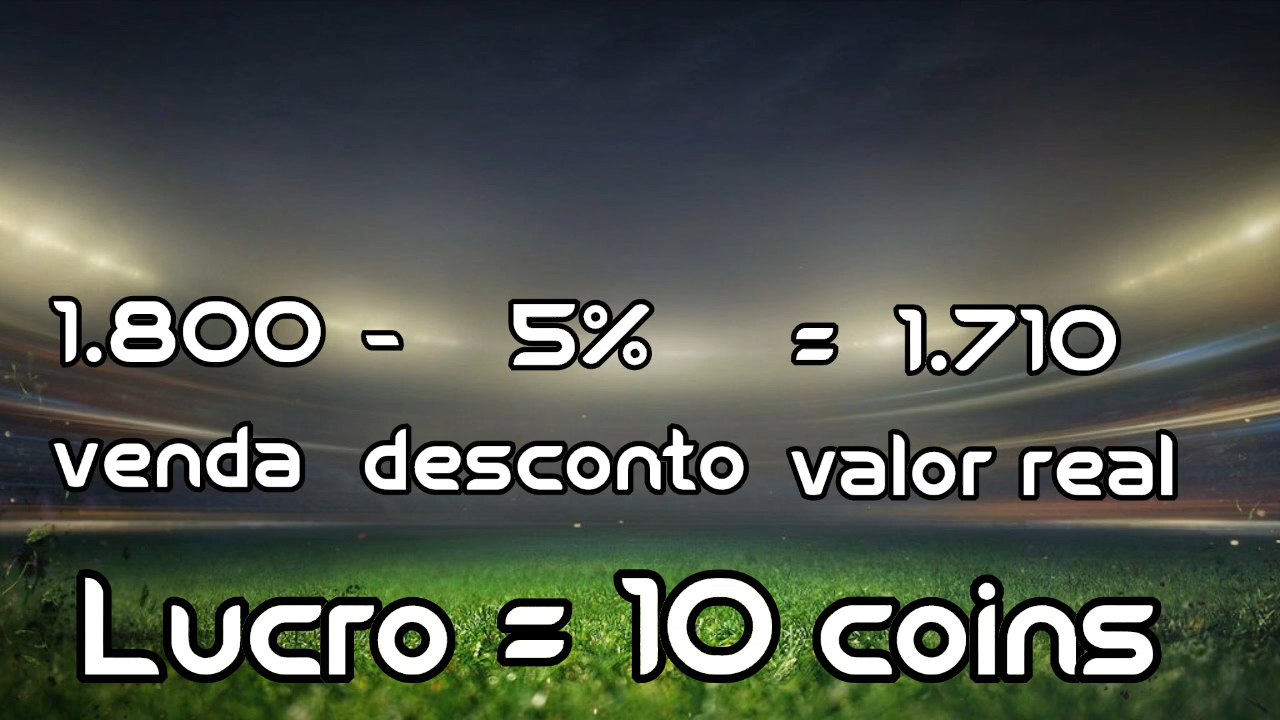 1.800 - 5% = 1.710
venda desconto valor real
Lucro = 10 coins